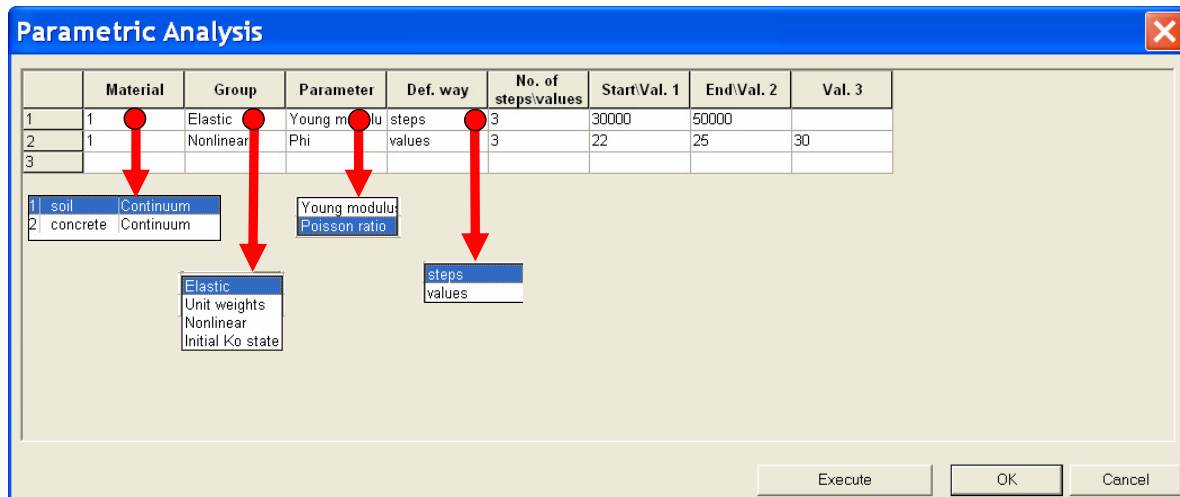 Parametric Analysis
Material Group Parameter Def. way No. of steps\values Start\Val. 1 End\Val. 2 Val. 3
1 1 Elastic Young modulu steps 3 30000 50000
2 1 Nonlinear Phi values 3 22 25 30
3
1 soil Continuum
2 concrete Continuum
Young modulus
Poisson ratio
Elastic
Unit weights
Nonlinear
Initial Ko state
steps
values
Execute OK Cancel